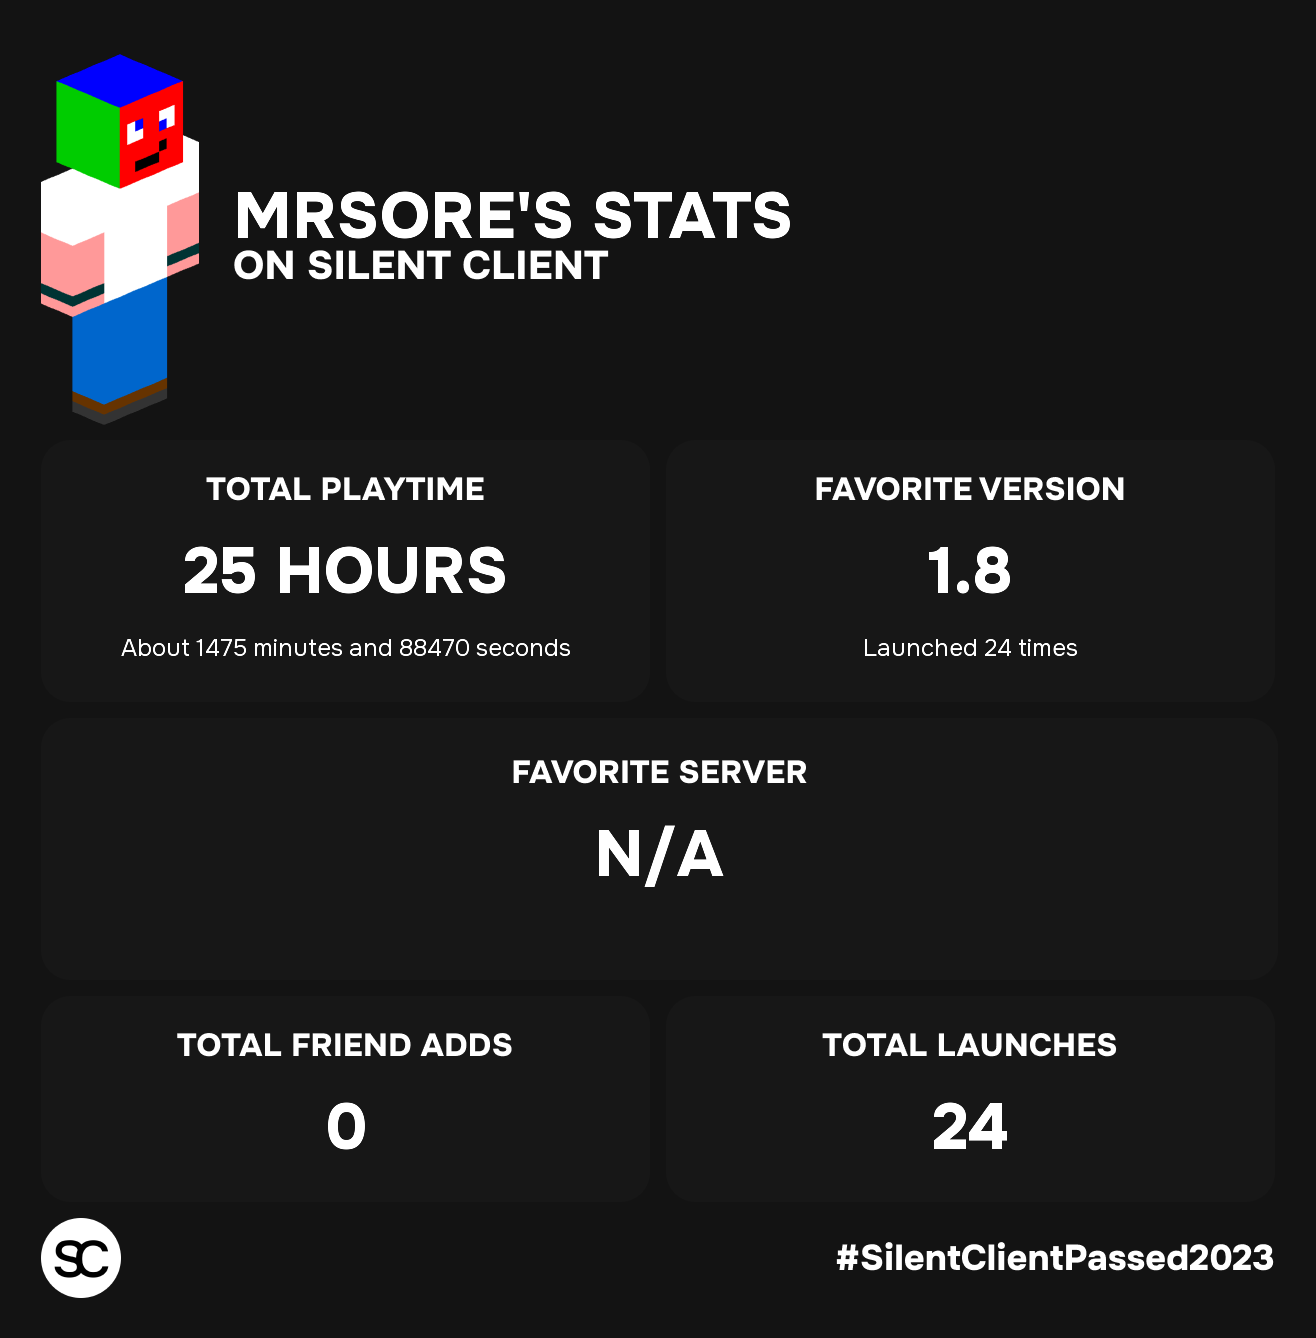 MRSORE'S STATS
ON SILENT CLIENT
TOTAL PLAYTIME
25 HOURS
About 1475 minutes and 88470 seconds
FAVORITE VERSION
1.8
Launched 24 times
FAVORITE SERVER
N/A
TOTAL FRIEND ADDS
0
TOTAL LAUNCHES
24
SC
#SilentClientPassed2023